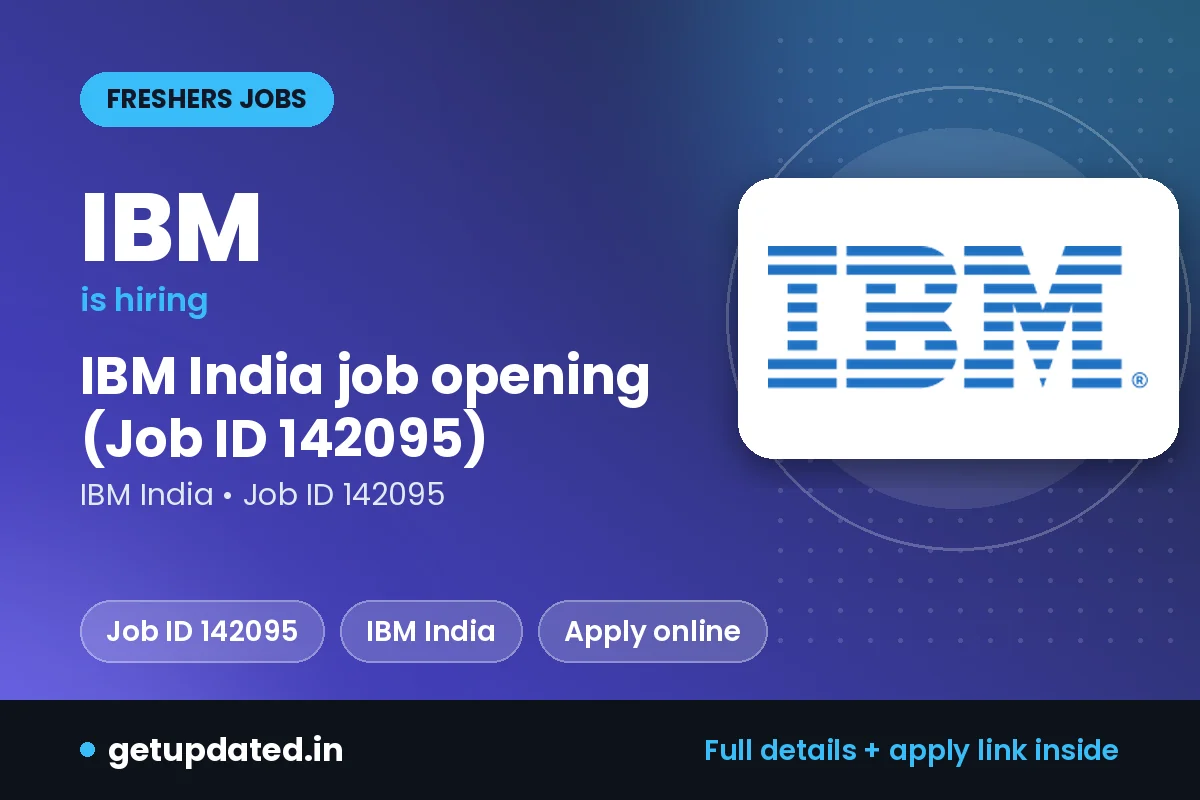 FRESHERS JOBS
IBM
is hiring
IBM India job opening
(Job ID 142095)
IBM India • Job ID 142095
IBM®
Job ID 142095
IBM India
Apply online
getupdated.in
Full details + apply link inside